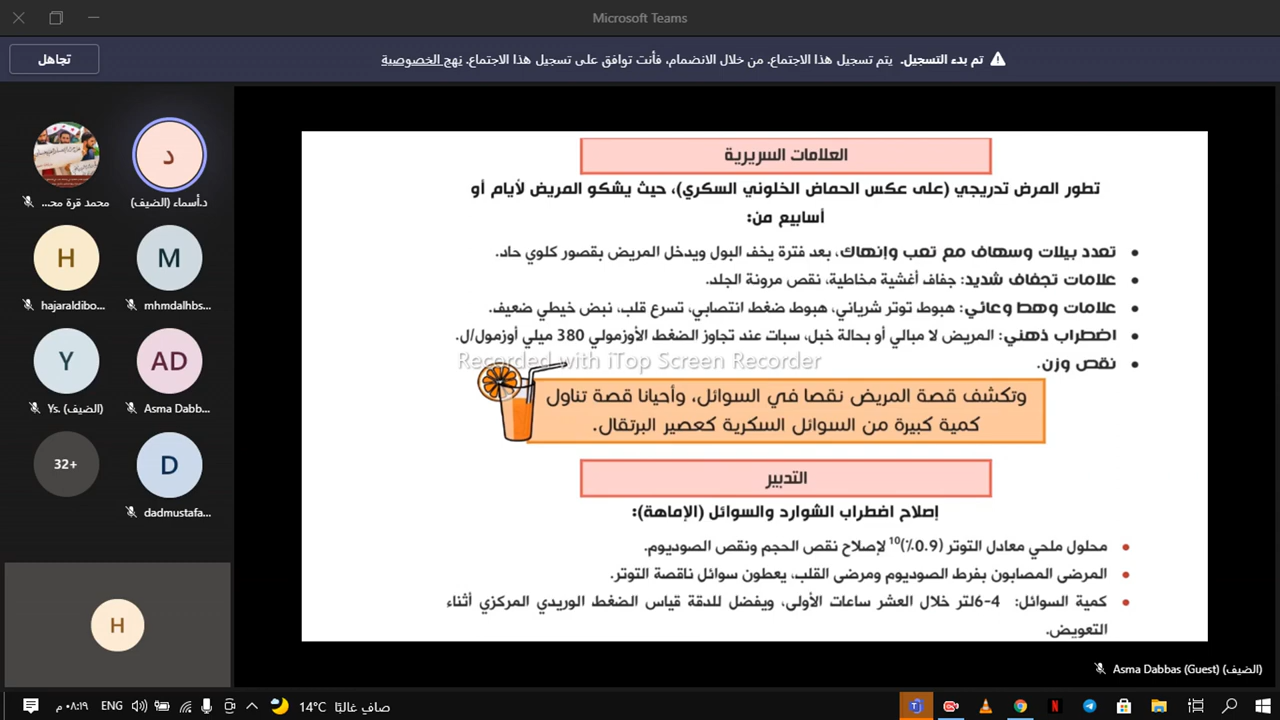 Microsoft Teams
تم بدء التسجيل. يتم تسجيل هذا الاجتماع. من خلال الانضمام، فأنت توافق على تسجيل هذا الاجتماع. نهج الخصوصية
تجاهل
د
د.أسماء (الضيف)
محمد قرة محـ...
M
mhmdalhbs...
H
hajaraldibo...
AD
Asma Dabb...
Y
Ys. (الضيف)
D
dadmustafa...
32+
H
العلامات السريرية
تطور المرض تدريجي (على عكس الحماض الخلوني السكري)، حيث يشكو المريض لأيام أو
أسابيع من:
تعدد بيلات وسهاف مع تعب وإنهاك، بعد فترة يخف البول ويدخل المريض بقصور كلوي حاد.
علامات تجفاف شديد: جفاف أغشية مخاطية، نقص مرونة الجلد.
علامات وهط وعائي: هبوط توتر شرياني، هبوط ضغط انتصابي، تسرع قلب، نبض خيطي ضعيف.
اضطراب ذهني: المريض لا مبالي أو بحالة خبل، سبات عند تجاوز الضغط الأوزمولي 380 ميلي أوزمول/ل.
نقص وزن.
Recorded with iTop Screen Recorder
وتكشف قصة المريض نقصا في السوائل، وأحيانا قصة تناول
كمية كبيرة من السوائل السكرية كعصير البرتقال.
التدبير
إصلاح اضطراب الشوارد والسوائل (الإماهة):
محلول ملحي معادل التوتر (0.9٪)10 لإصلاح نقص الحجم ونقص الصوديوم.
المرضى المصابون بفرط الصوديوم ومرضى القلب، يعطون سوائل ناقصة التوتر.
كمية السوائل: 4-6لتر خلال العشر ساعات الأولى، ويفضل للدقة قياس الضغط الوريدي المركزي أثناء
التعويض.
Asma Dabbas (Guest) (الضيف)
٠٨:١٩ م
ENG
14°C صافٍ غالبًا